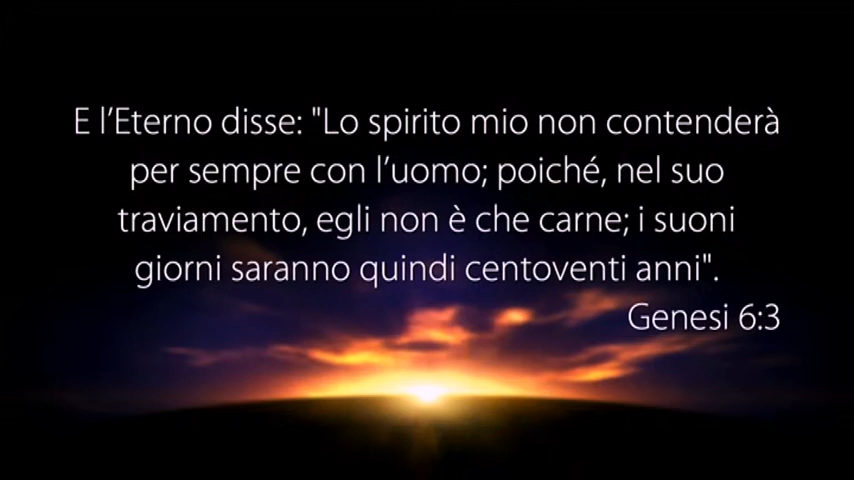 E l’Eterno disse: "Lo spirito mio non contenderà
per sempre con l’uomo; poiché, nel suo
traviamento, egli non è che carne; i suoni
giorni saranno quindi centoventi anni".
Genesi 6:3